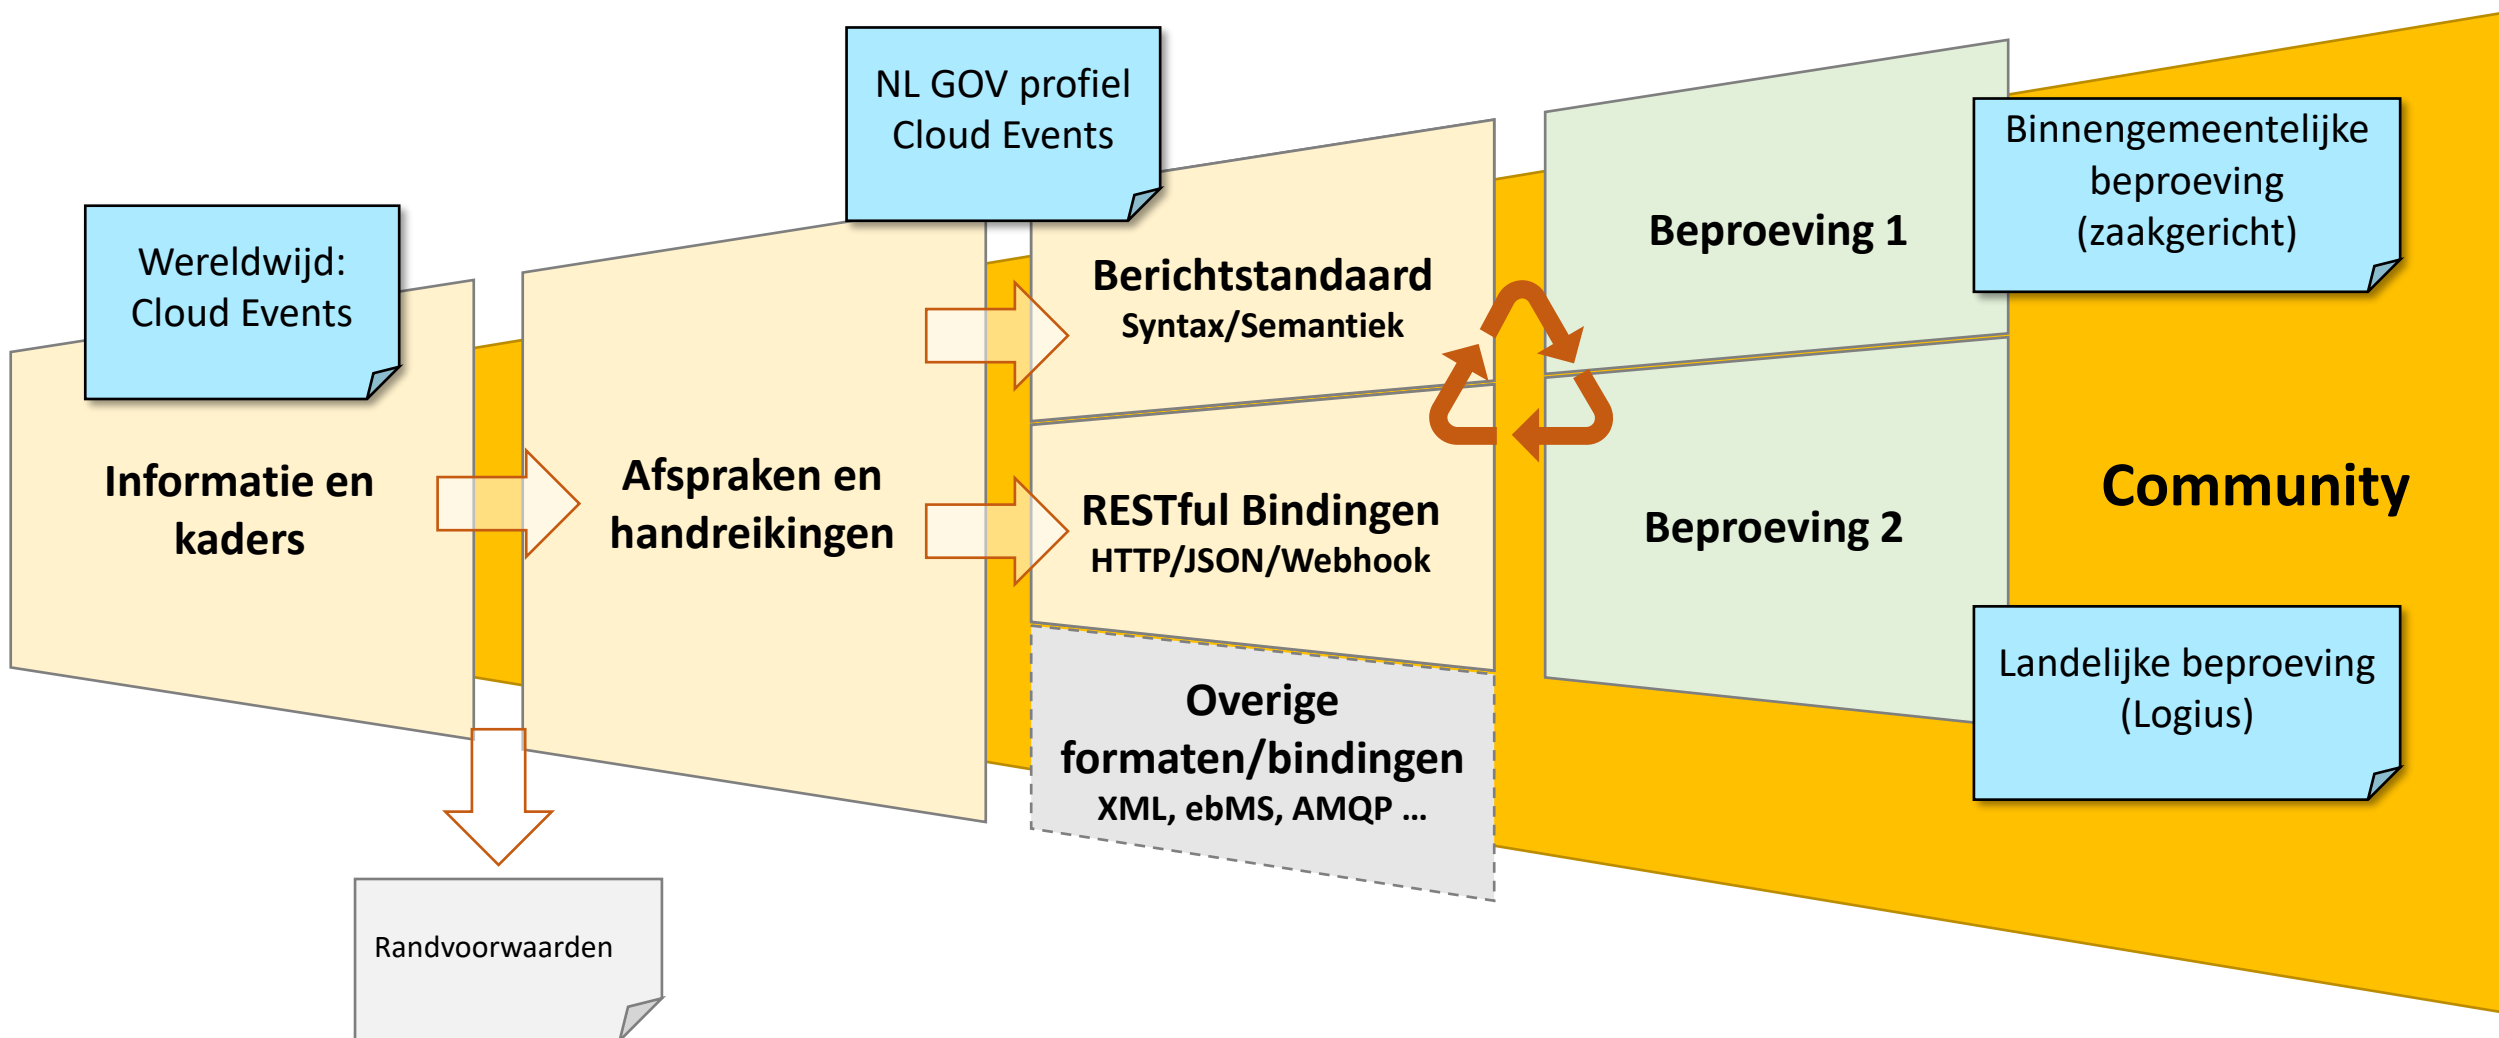 Wereldwijd:
Cloud Events
Informatie en
kaders
Randvoorwaarden
Afspraken en
handreikingen
NL GOV profiel
Cloud Events
Berichtstandaard
Syntax/Semantiek
RESTful Bindingen
HTTP/JSON/Webhook
Overige
formaten/bindingen
XML, ebMS, AMQP ...
Beproeving 1
Beproeving 2
Binnengemeentelijke
beproeving
(zaakgericht)
Community
Landelijke beproeving
(Logius)